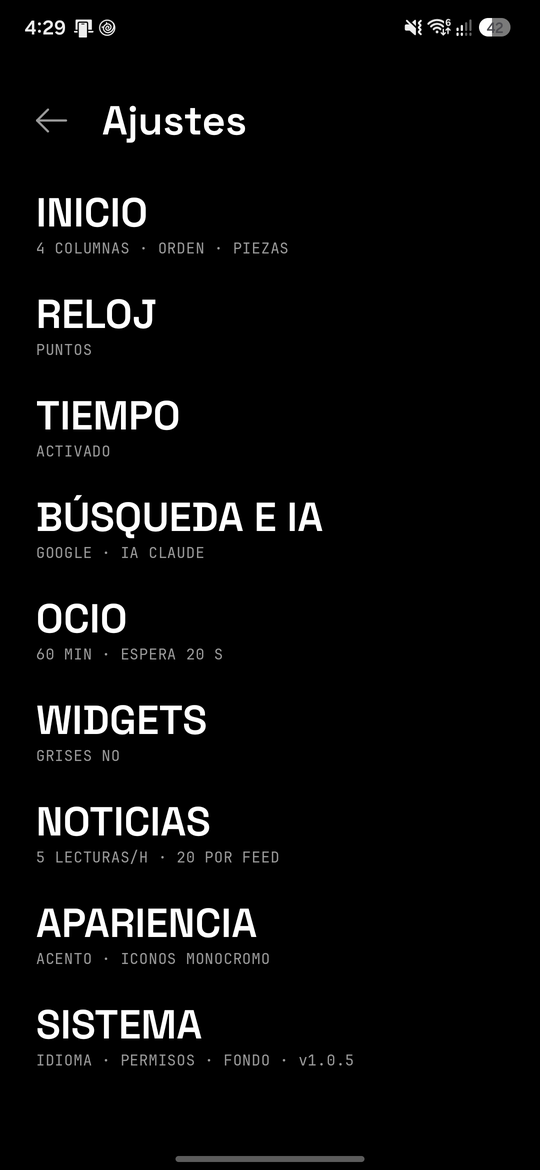 4:29
6
42
Ajustes
INICIO
4 COLUMNAS · ORDEN · PIEZAS
RELOJ
PUNTOS
TIEMPO
ACTIVADO
BÚSQUEDA E IA
GOOGLE · IA CLAUDE
OCIO
60 MIN · ESPERA 20 S
WIDGETS
GRISES NO
NOTICIAS
5 LECTURAS/H · 20 POR FEED
APARIENCIA
ACENTO · ICONOS MONOCROMO
SISTEMA
IDIOMA · PERMISOS · FONDO · v1.0.5